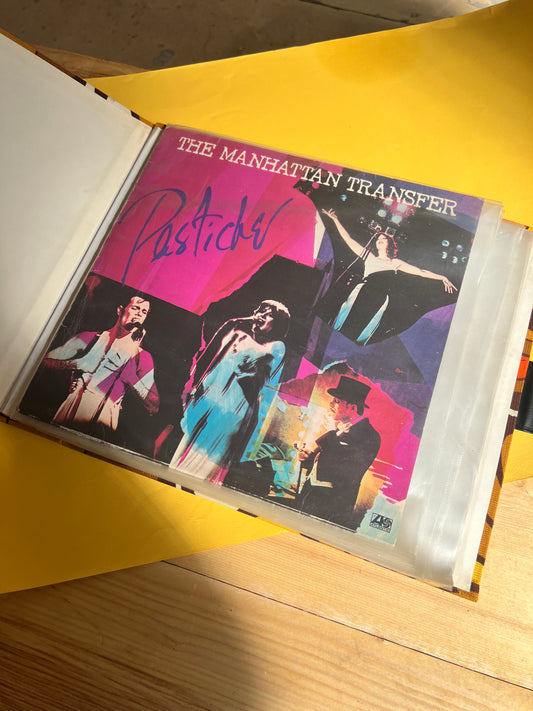 THE MANHATTAN TRANSFER
Pastiche